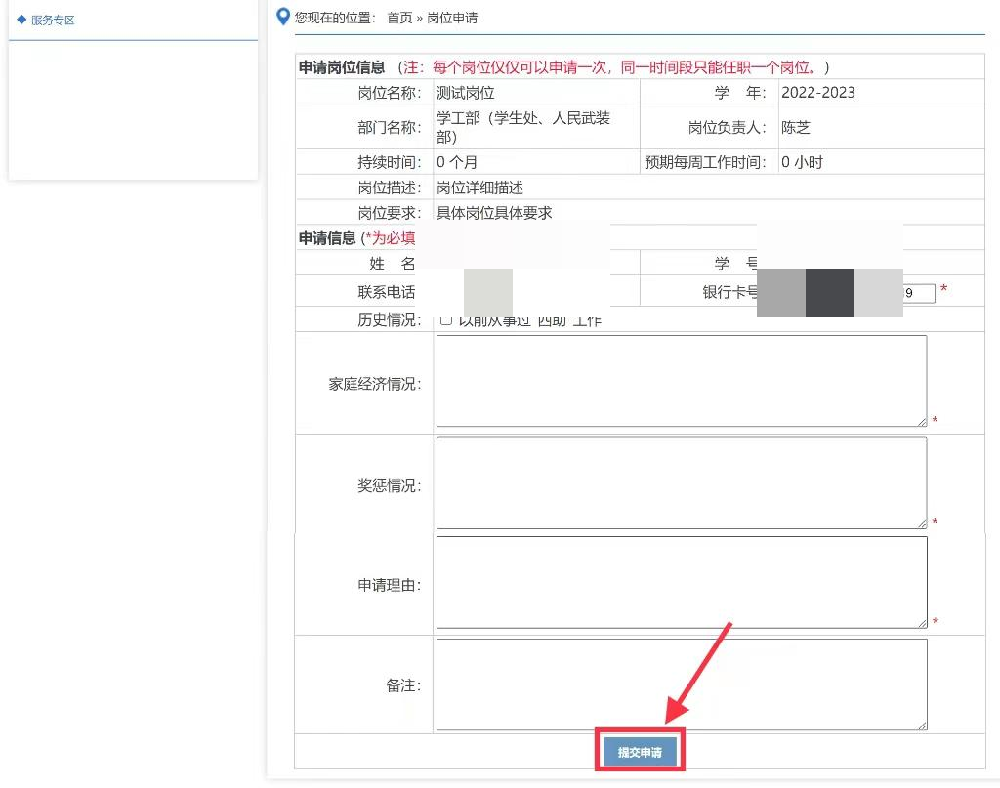 服务专区
您现在的位置: 首页 » 岗位申请
申请岗位信息 (注: 每个岗位仅仅可以申请一次, 同一时间段只能任职一个岗位。)
岗位名称: 测试岗位 学 年: 2022-2023
部门名称: 学工部 (学生处、人民武装
部) 岗位负责人: 陈芝
持续时间: 0 个月 预期每周工作时间: 0 小时
岗位描述: 岗位详细描述
岗位要求: 具体岗位具体要求
申请信息 (*为必填
姓 名 学 号
联系电话 银行卡号 9 *
历史情况: 以前从事过 工作
家庭经济情况: *
奖惩情况: *
申请理由: *
备注:
提交申请